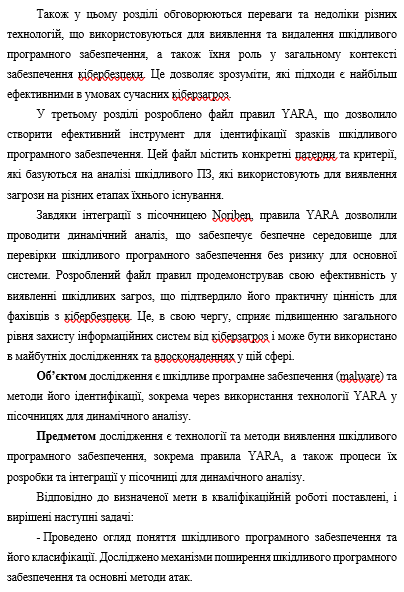 Також у цьому розділі обговорюються переваги та недоліки різних
технологій, що використовуються для виявлення та видалення шкідливого
програмного забезпечення, а також їхня роль у загальному контексті
забезпечення кібербезпеки. Це дозволяє зрозуміти, які підходи є найбільш
ефективними в умовах сучасних кіберзагроз.
У третьому розділі розроблено файл правил YARA, що дозволило
створити ефективний інструмент для ідентифікації зразків шкідливого
програмного забезпечення. Цей файл містить конкретні патерни та критерії,
які базуються на аналізі шкідливого ПЗ, які використовують для виявлення
загрози на різних етапах їхнього існування.
Завдяки інтеграції з пісочницею Noriben, правила YARA дозволили
проводити динамічний аналіз, що забезпечує безпечне середовище для
перевірки шкідливого програмного забезпечення без ризику для основної
системи. Розроблений файл правил продемонстрував свою ефективність у
виявленні шкідливих загроз, що підтвердило його практичну цінність для
фахівців з кібербезпеки. Це, в свою чергу, сприяє підвищенню загального
рівня захисту інформаційних систем від кіберзагроз і може бути використано
в майбутніх дослідженнях та вдосконаленнях у цій сфері.
Об’єктом дослідження є шкідливе програмне забезпечення (malware) та
методи його ідентифікації, зокрема через використання технології YARA у
пісочницях для динамічного аналізу.
Предметом дослідження є технології та методи виявлення шкідливого
програмного забезпечення, зокрема правила YARA, а також процеси їх
розробки та інтеграції у пісочниці для динамічного аналізу.
Відповідно до визначеної мети в кваліфікаційній роботі поставлені, і
вирішені наступні задачі:
- Проведено огляд поняття шкідливого програмного забезпечення та
його класифікації. Досліджено механізми поширення шкідливого програмного
забезпечення та основні методи атак.